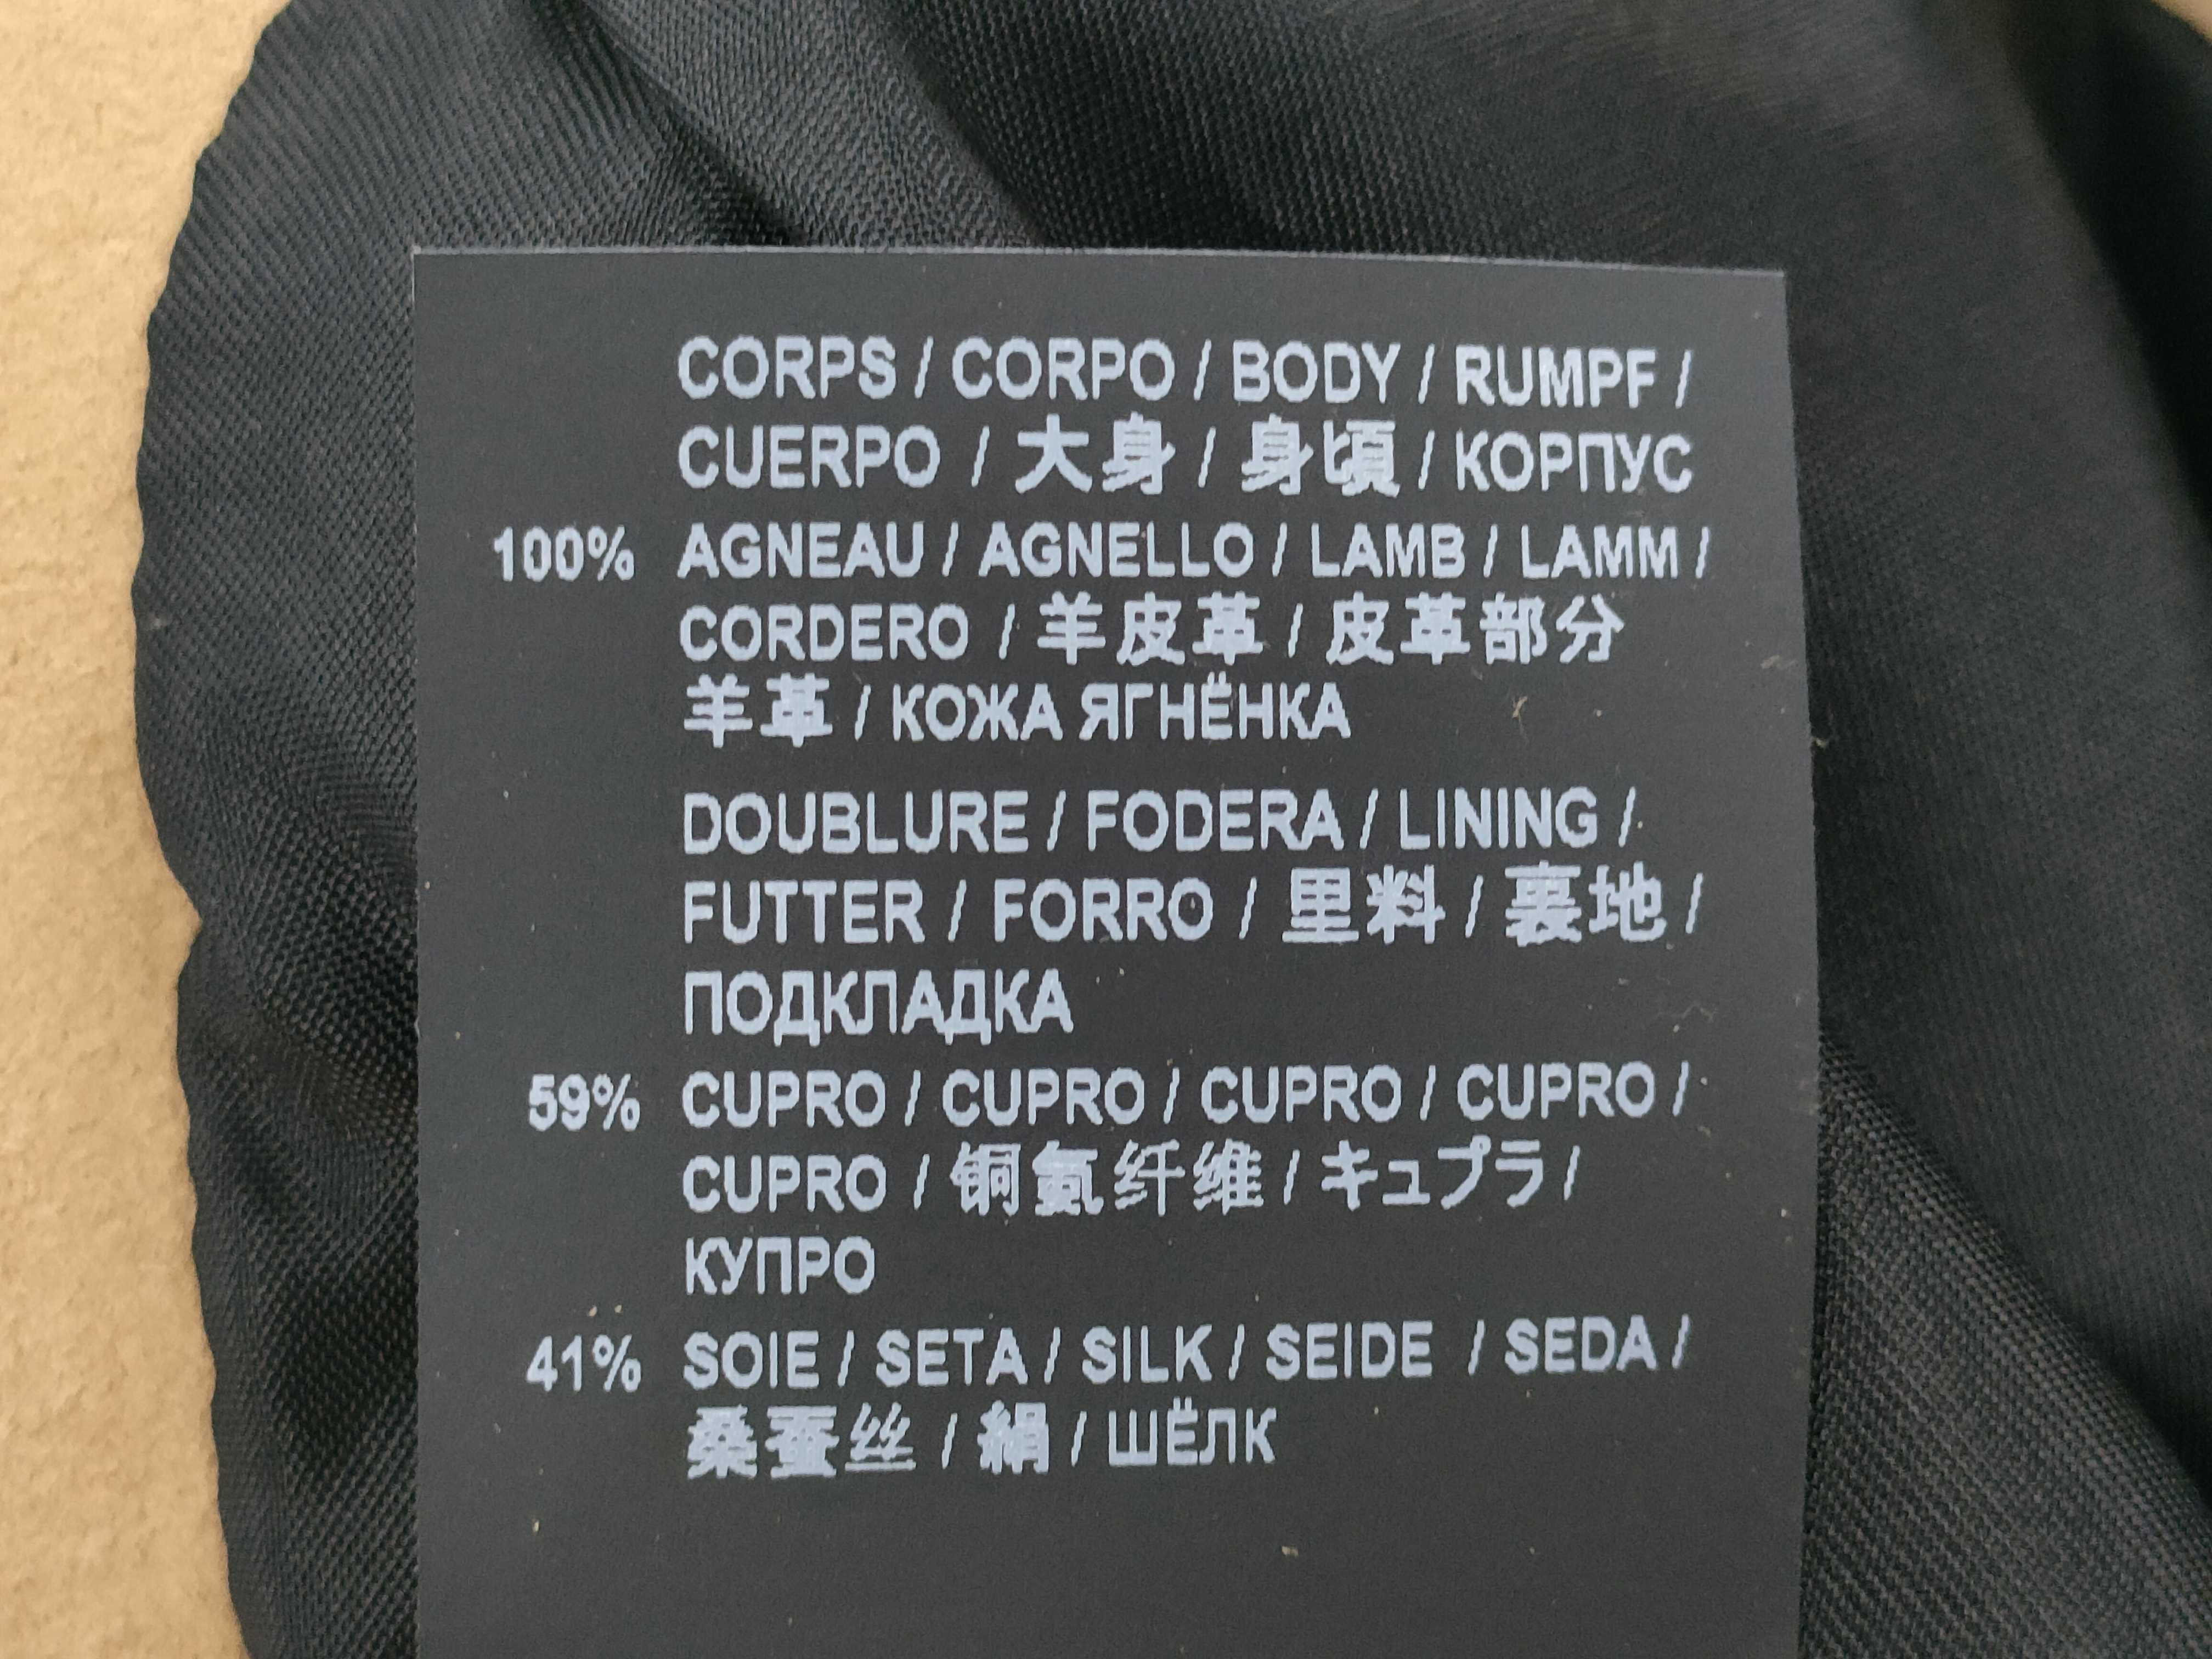 CORPS / CORPO / BODY / RUMPF /
CUERPO / 大身 / 身頃 / КОРПУС
100% AGNEAU / AGNELLO / LAMB / LAMM /
CORDERO / 羊皮革 / 皮革部分
羊革 / КОЖА ЯГНЁНКА
DOUBLURE / FODERA / LINING /
FUTTER / FORRO / 里料 / 裏地 /
ПОДКЛАДКА
59% CUPRO / CUPRO / CUPRO / CUPRO /
CUPRO / 铜氨纤维 / キュプラ /
КУПРО
41% SOIE / SETA / SILK / SEIDE / SEDA /
桑蚕丝 / 絹 / ШЁЛК